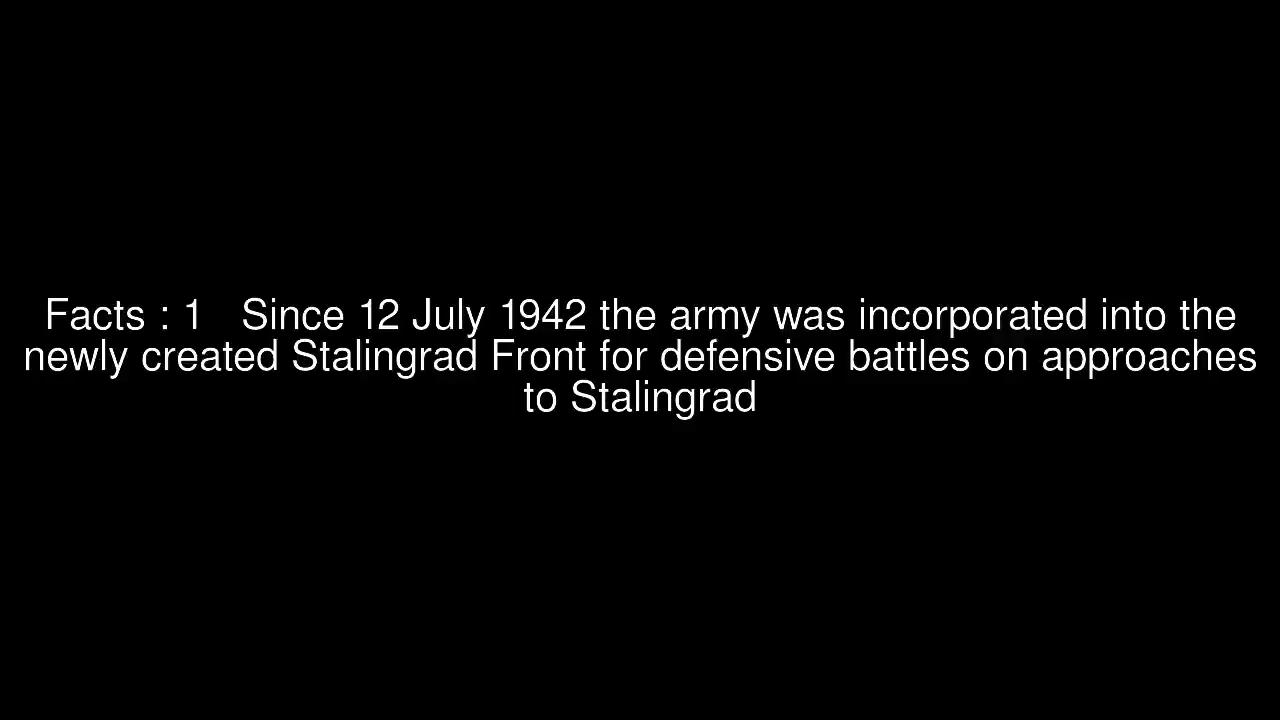 Facts : 1   Since 12 July 1942 the army was incorporated into the
newly created Stalingrad Front for defensive battles on approaches
to Stalingrad